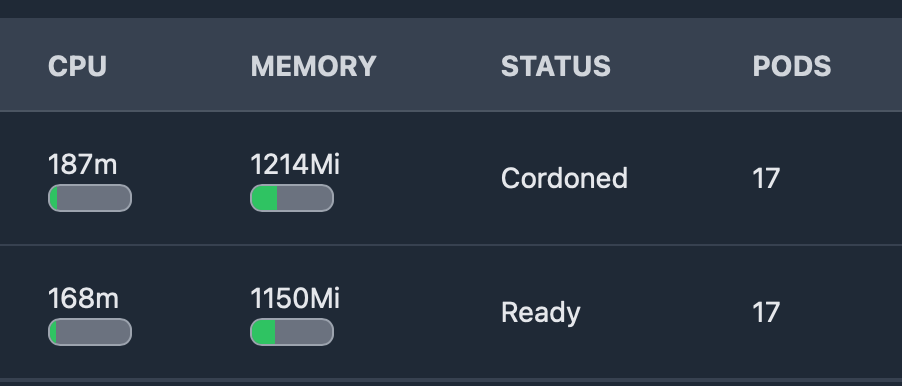 CPU MEMORY STATUS PODS
187m 1214Mi Cordoned 17
168m 1150Mi Ready 17